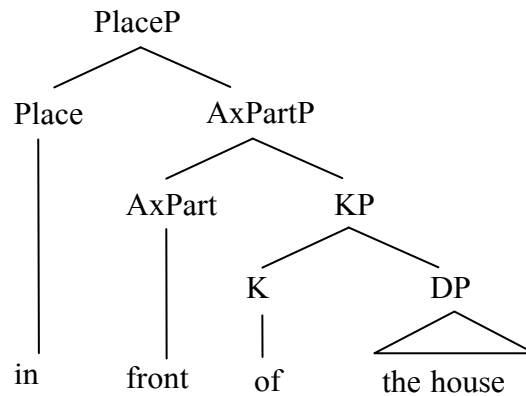 PlaceP
Place AxPartP
AxPart KP
K DP
in front of the house